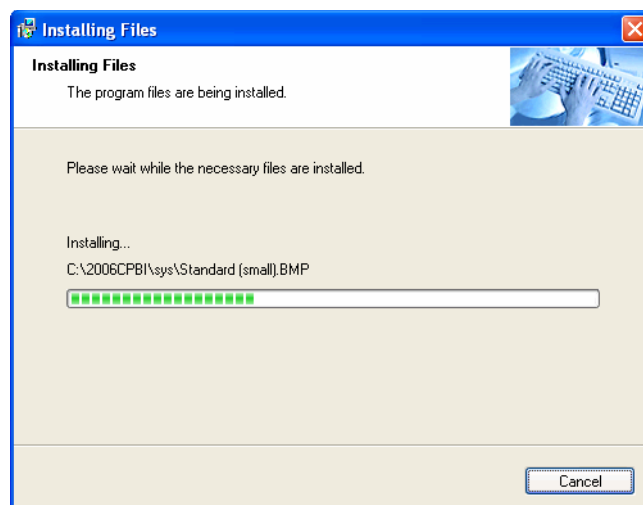 Installing Files
Installing Files
The program files are being installed.
Please wait while the necessary files are installed.
Installing...
C:\2006CPBI\sys\Standard (small).BMP
Cancel